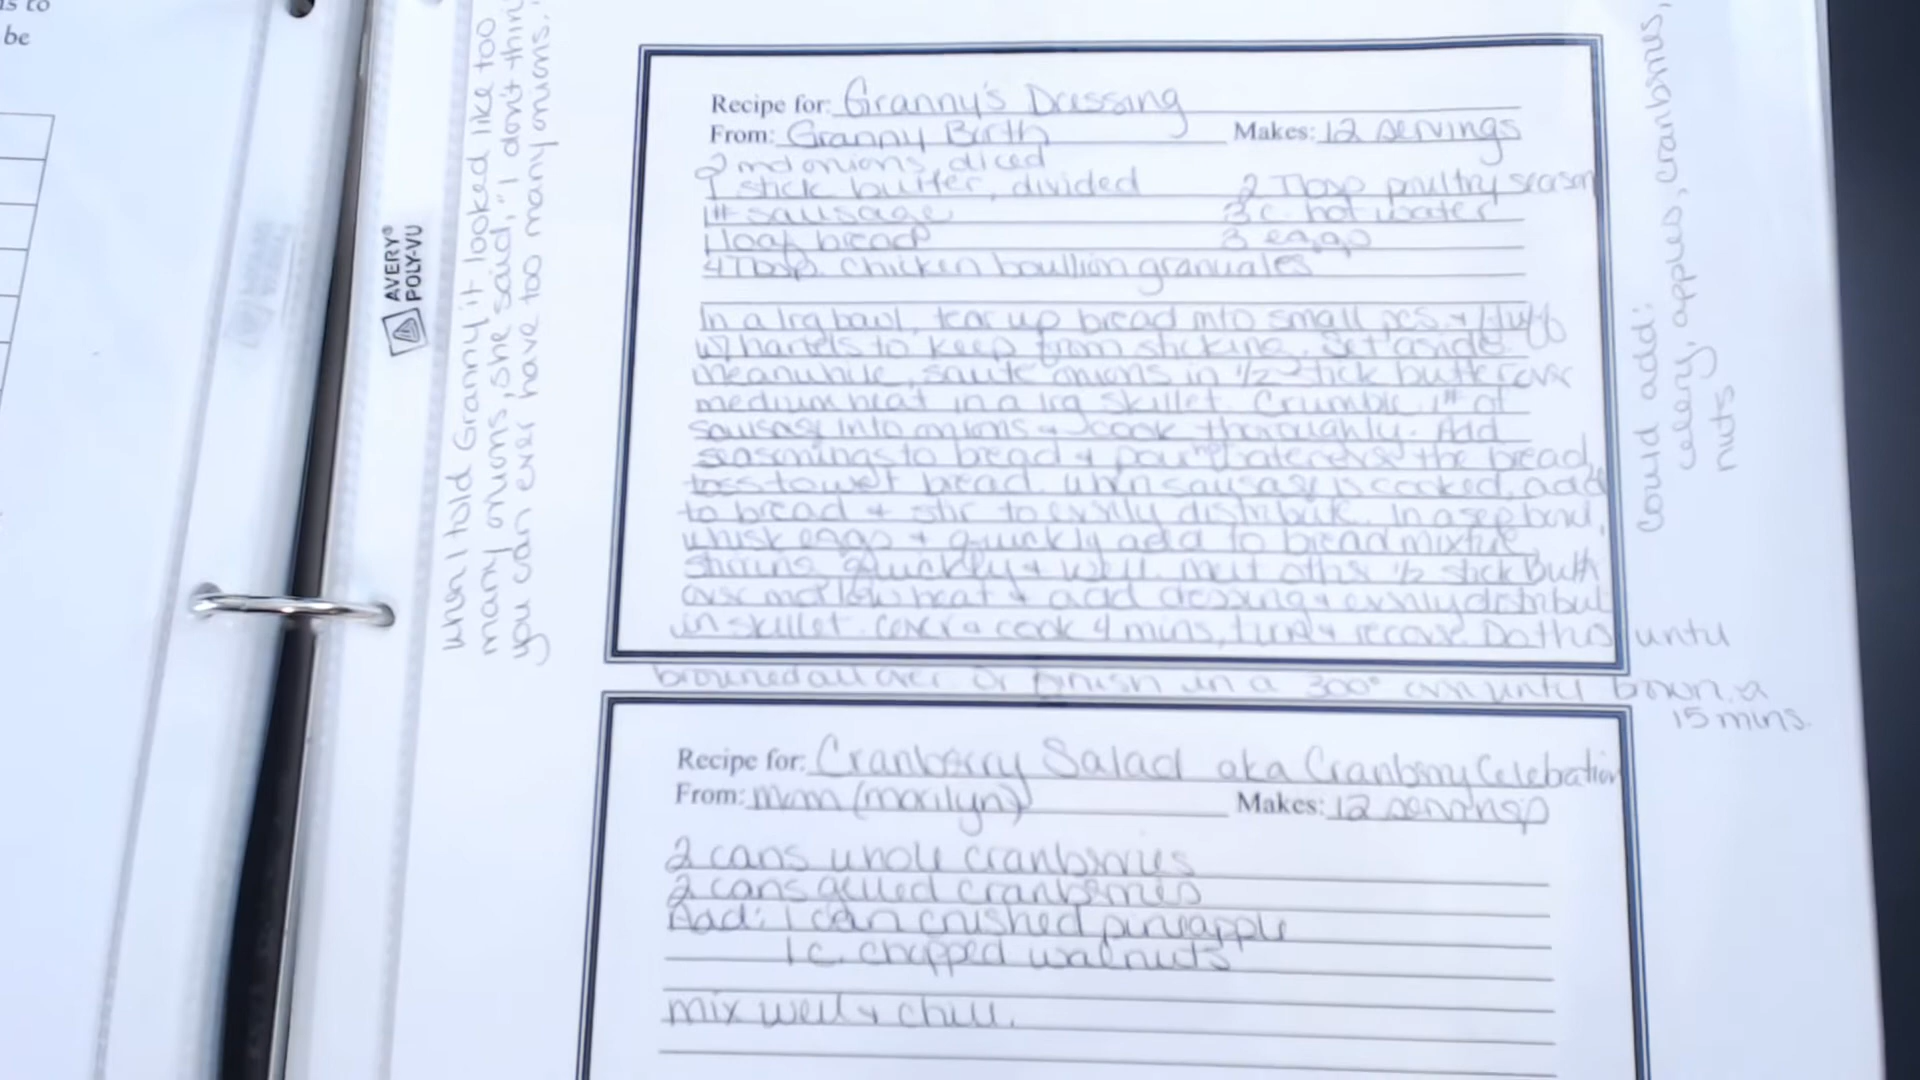 s to
be
AVERY®
POLY-VU
when I told Granny it looked like too
many onions, she said, "I don't thin
you can ever have too many onions.
Recipe for: Granny's Dressing
From: Granny Birth Makes: 12 servings
2 md onions, diced
1 stick butter, divided 2 Tbsp poultry season
1# sausage 3 c. hot water
1 loaf bread 3 eggs
4 Tbsp. chicken boullion granuales
In a lrg bowl, tear up bread into small pcs. + fluff
w/ hands to keep from sticking. Set aside.
Meanwhile, saute onions in 1/2 stick butter over
medium heat in a lrg skillet. Crumble 1# of
sausage into onions + cook thoroughly. Add
seasonings to bread + pour water over the bread,
toss to wet bread. When sausage is cooked, add
to bread + stir to evenly distribute. In a sep bowl,
whisk eggs + quickly add to bread mixture,
stirring quickly + well. Melt other 1/2 stick butter
over med low heat + add dressing + evenly distribut
in skillet. Cover + cook 4 mins, turn + recover. Do this until
browned all over or finish in a 300° oven until brown, ~
15 mins.
Could add:
celery, apples, cranberries,
nuts
Recipe for: Cranberry Salad aka Cranberry Celebration
From: Mom (Marilyn) Makes: 12 servings
2 cans whole cranberries
2 cans jellied cranberries
Add: 1 can crushed pineapple
1 c. chopped walnuts
Mix well + chill.